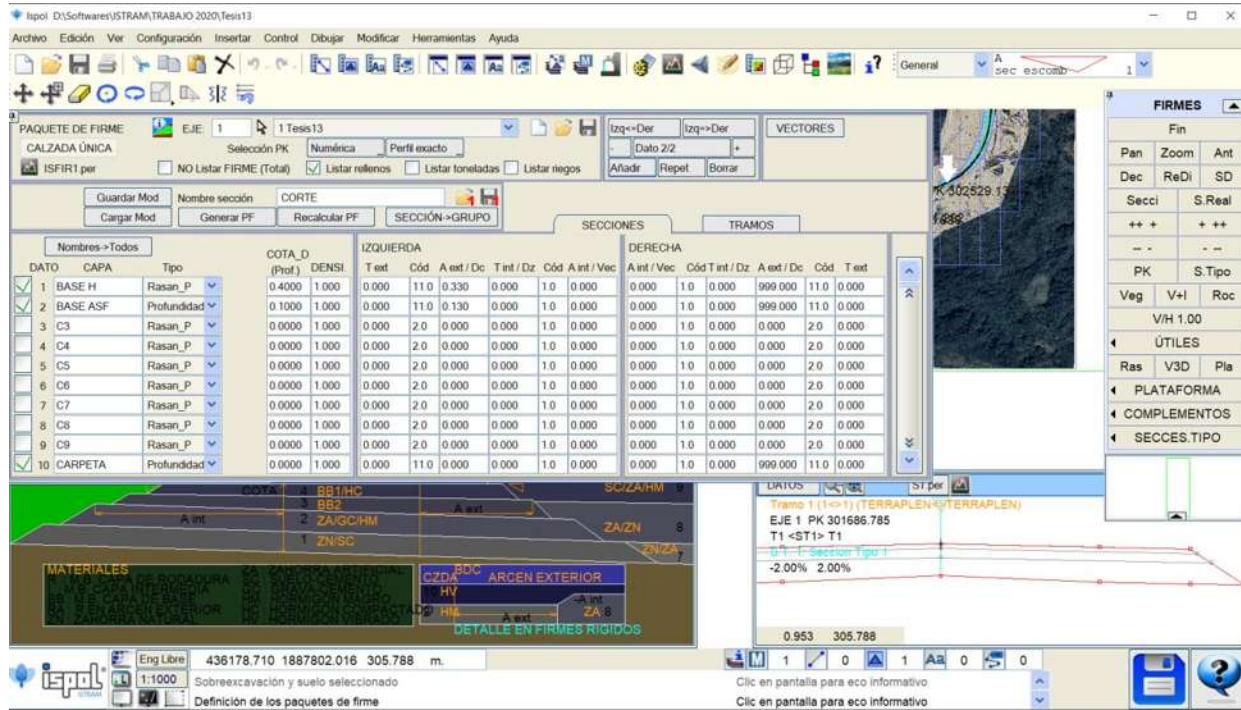 Ispol D:\Softwares\ISTRAM\TRABAJO 2020\Tesis13
Archivo Edición Ver Configuración Insertar Control Dibujar Modificar Herramientas Ayuda
General A sec escomb 1
PAQUETE DE FIRME EJE 1 1 Tesis13 Izq<=Der Izq=>Der VECTORES
CALZADA ÚNICA Selección PK Numérica Perfil exacto - Dato 2/2 +
ISFIR1.per NO Listar FIRME (Total) Listar rellenos Listar toneladas Listar riegos Añadir Repet Borrar
Guardar Mod Nombre sección CORTE
Cargar Mod Generar PF Recalcular PF SECCIÓN->GRUPO SECCIONES TRAMOS
Nombres->Todos COTA_D IZQUIERDA DERECHA
DATO CAPA Tipo (Prof.) DENSI. T ext Cód A ext / Dc T int / Dz Cód A int / Vec A int / Vec Cód T int / Dz A ext / Dc Cód T ext
1 BASE H Rasan_P 0.4000 1.000 0.000 11.0 0.330 0.000 1.0 0.000 0.000 1.0 0.000 999.000 11.0 0.000
2 BASE ASF Profundidad 0.1000 1.000 0.000 11.0 0.130 0.000 1.0 0.000 0.000 1.0 0.000 999.000 11.0 0.000
3 C3 Rasan_P 0.0000 1.000 0.000 2.0 0.000 0.000 1.0 0.000 0.000 1.0 0.000 0.000 2.0 0.000
4 C4 Rasan_P 0.0000 1.000 0.000 2.0 0.000 0.000 1.0 0.000 0.000 1.0 0.000 0.000 2.0 0.000
5 C5 Rasan_P 0.0000 1.000 0.000 2.0 0.000 0.000 1.0 0.000 0.000 1.0 0.000 0.000 2.0 0.000
6 C6 Rasan_P 0.0000 1.000 0.000 2.0 0.000 0.000 1.0 0.000 0.000 1.0 0.000 0.000 2.0 0.000
7 C7 Rasan_P 0.0000 1.000 0.000 2.0 0.000 0.000 1.0 0.000 0.000 1.0 0.000 0.000 2.0 0.000
8 C8 Rasan_P 0.0000 1.000 0.000 2.0 0.000 0.000 1.0 0.000 0.000 1.0 0.000 0.000 2.0 0.000
9 C9 Rasan_P 0.0000 1.000 0.000 2.0 0.000 0.000 1.0 0.000 0.000 1.0 0.000 0.000 2.0 0.000
10 CARPETA Profundidad 0.0000 1.000 0.000 11.0 0.000 0.000 1.0 0.000 0.000 1.0 0.000 999.000 11.0 0.000
FIRMES
Fin
Pan Zoom Ant
Dec ReDi SD
Secci S.Real
++ + + ++
-- - - --
PK S.Tipo
Veg V+I Roc
V/H 1.00
ÚTILES
Ras V3D Pla
PLATAFORMA
COMPLEMENTOS
SECCES.TIPO
COTA 4 BB1/HC SC/ZA/HM 9
3 BB2 A ext
A int 2 ZA/GC/HM ZA/ZN 8
1 ZN/SC ZN/ZA 7
MATERIALES
CZDA BDC ARCEN EXTERIOR
HV
A int
HM A ext ZA 8
DETALLE EN FIRMES RIGIDOS
DATOS ST.per
Tramo 1 (1<=>1) (TERRAPLEN<>TERRAPLEN)
EJE 1 PK 301686.785
T1 <ST1> T1
-2.00% 2.00%
0.953 305.788
Eng Libre 436178.710 1887802.016 305.788 m. 1 0 1 Aa 0 0
ispol ISTRAM 1:1000 Sobreexcavación y suelo seleccionado Clic en pantalla para eco informativo
Definición de los paquetes de firme Clic en pantalla para eco informativo